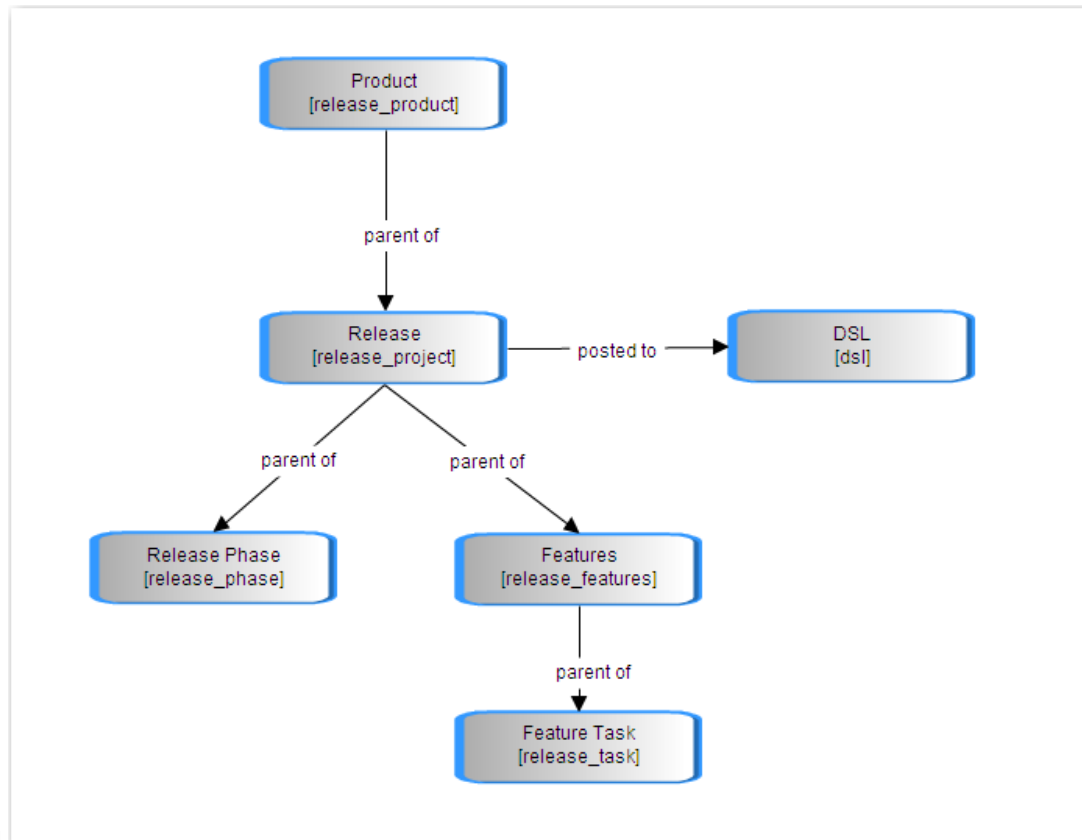 Product
[release_product]
parent of
Release
[release_project]
posted to
DSL
[dsl]
parent of
parent of
Release Phase
[release_phase]
Features
[release_features]
parent of
Feature Task
[release_task]